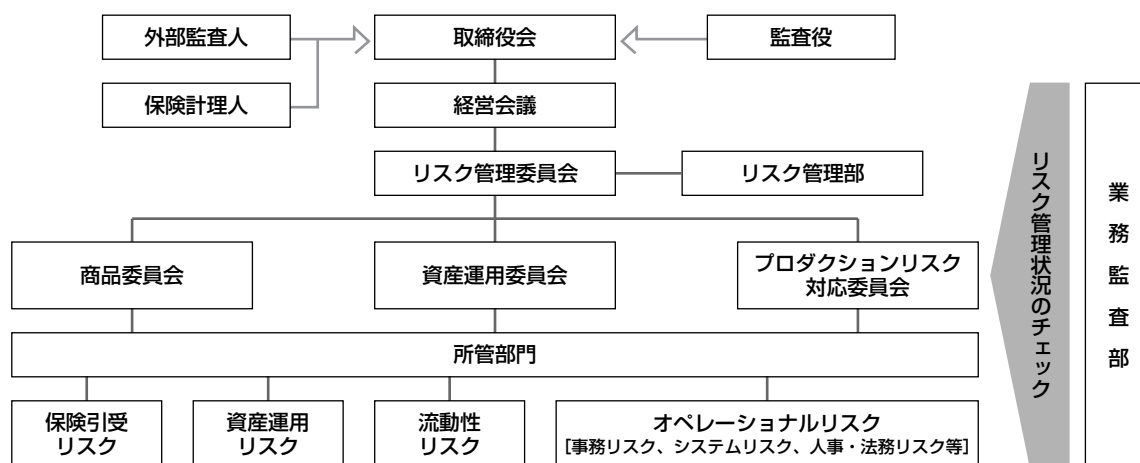 外部監査人
取締役会
監査役
保険計理人
経営会議
リスク管理委員会
リスク管理部
商品委員会
資産運用委員会
プロダクションリスク
対応委員会
所管部門
保険引受
リスク
資産運用
リスク
流動性
リスク
オペレーショナルリスク
[事務リスク、システムリスク、人事・法務リスク等]
リスク管理状況のチェック
業務監査部